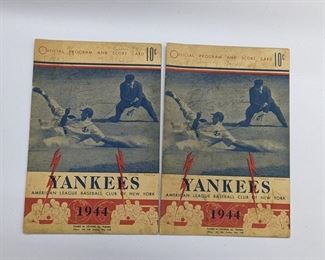 OFFICIAL PROGRAM AND SCORE CARD 10¢
YANKEES
AMERICAN LEAGUE BASEBALL CLUB OF NEW YORK
1944
OFFICIAL PROGRAM AND SCORE CARD 10¢
YANKEES
AMERICAN LEAGUE BASEBALL CLUB OF NEW YORK
1944